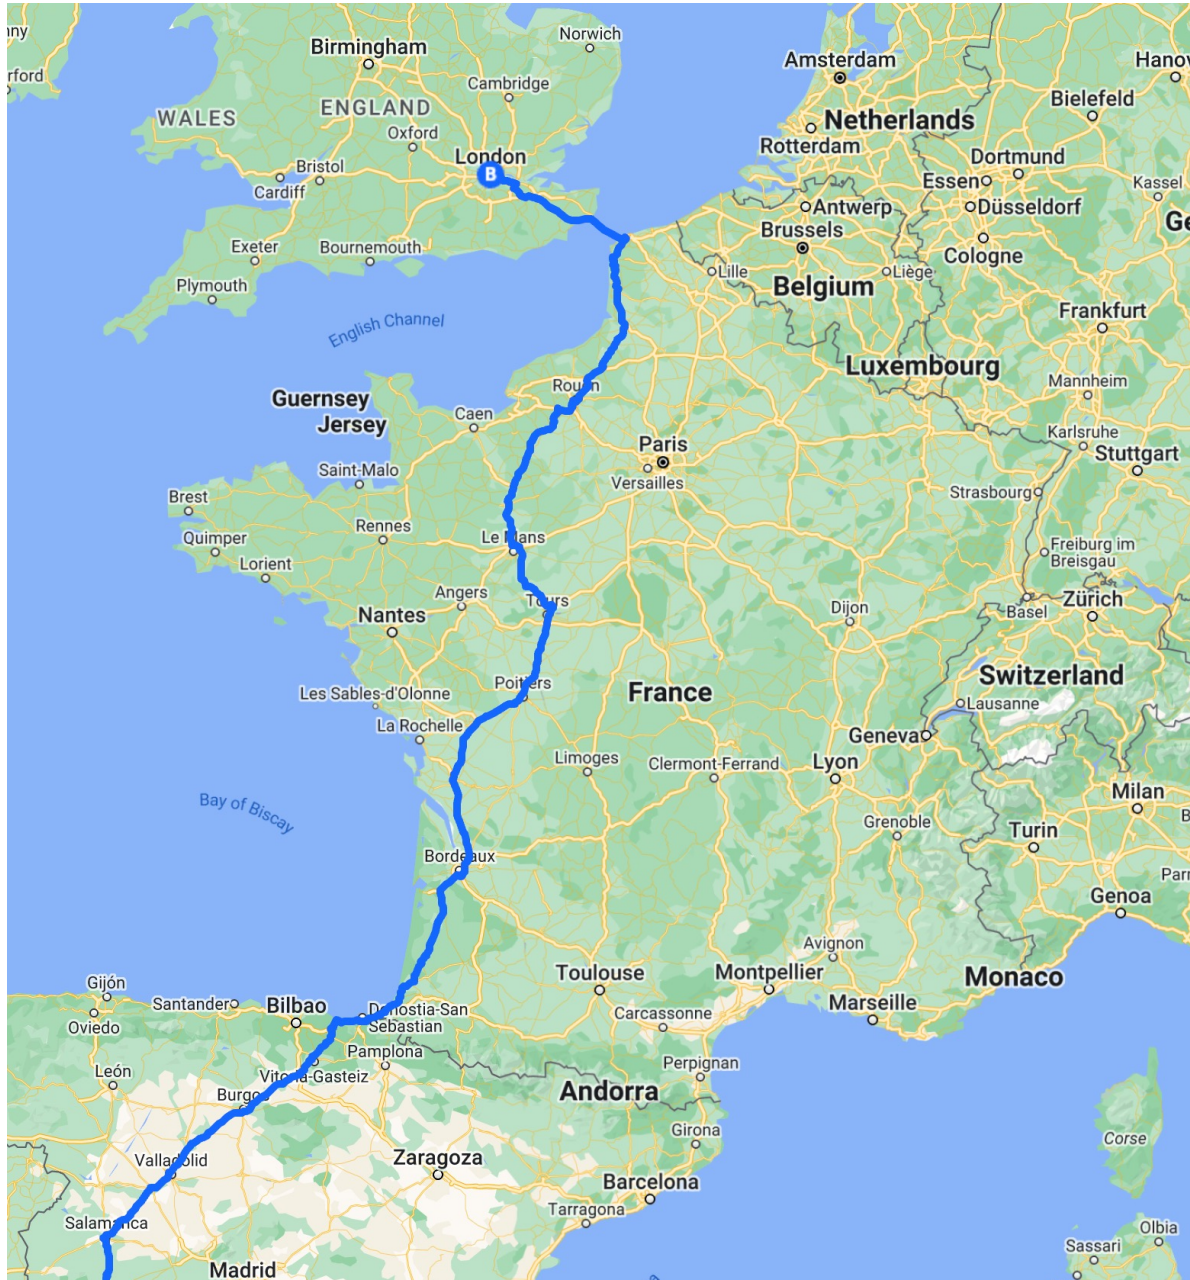 nny
Norwich
Birmingham
Amsterdam
Hanov
rford
Cambridge
WALES
ENGLAND
Bielefeld
Oxford
Netherlands
Rotterdam
London
B
Dortmund
Bristol
Cardiff
Essen
Kassel
Antwerp
Düsseldorf
Ge
Brussels
Exeter
Bournemouth
Cologne
Lille
Liège
Plymouth
Belgium
English Channel
Frankfurt
Luxembourg
Rouen
Mannheim
Guernsey
Jersey
Caen
Karlsruhe
Paris
Stuttgart
Saint-Malo
Versailles
Brest
Strasbourg
Rennes
Quimper
Le Mans
Freiburg im
Breisgau
Lorient
Angers
Tours
Nantes
Dijon
Basel
Zürich
Switzerland
Poitiers
Les Sables-d'Olonne
France
Lausanne
La Rochelle
Geneva
Limoges
Clermont-Ferrand
Lyon
Bay of Biscay
Milan
Grenoble
Turin
B
Bordeaux
Parr
Genoa
Avignon
Toulouse
Montpellier
Monaco
Gijón
Santander
Bilbao
Donostia-San
Sebastian
Marseille
Oviedo
Carcassonne
Pamplona
Perpignan
León
Vitoria-Gasteiz
Andorra
Burgos
Girona
Corse
Valladolid
Zaragoza
Barcelona
Tarragona
Salamanca
Olbia
Sassari
Madrid